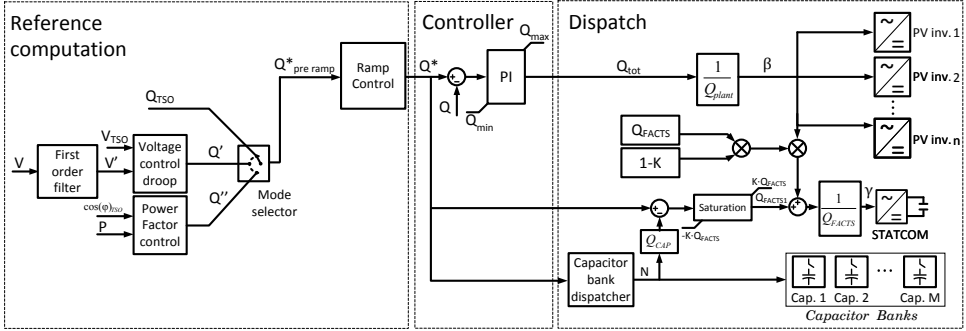 Reference
computation
Controller
Dispatch
Q*pre ramp
Ramp
Control
Q*
Q
Qmin
PI
Qmax
Qtot
1
Qplant
β
PV inv. 1
PV inv. 2
PV inv. n
QTSO
VTSO
V
First
order
filter
V'
Voltage
control
droop
Q'
cos(φ)TSO
P
Power
Factor
control
Q''
Mode
selector
QFACTS
1-K
K·QFACTS
Saturation
-K·QFACTS
QFACTS1
1
QFACTS
γ
STATCOM
QCAP
Capacitor
bank
dispatcher
N
Cap. 1
Cap. 2
...
Cap. M
Capacitor Banks